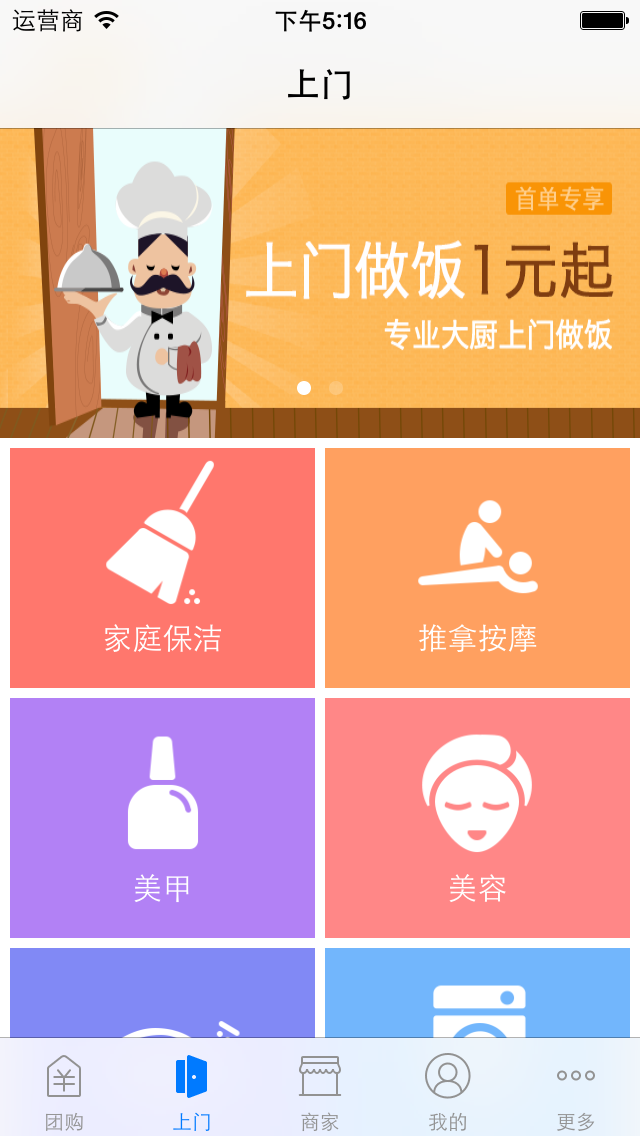 运营商
下午5:16
上门
首单专享
上门做饭1元起
专业大厨上门做饭
家庭保洁
推拿按摩
美甲
美容
团购
上门
商家
我的
更多